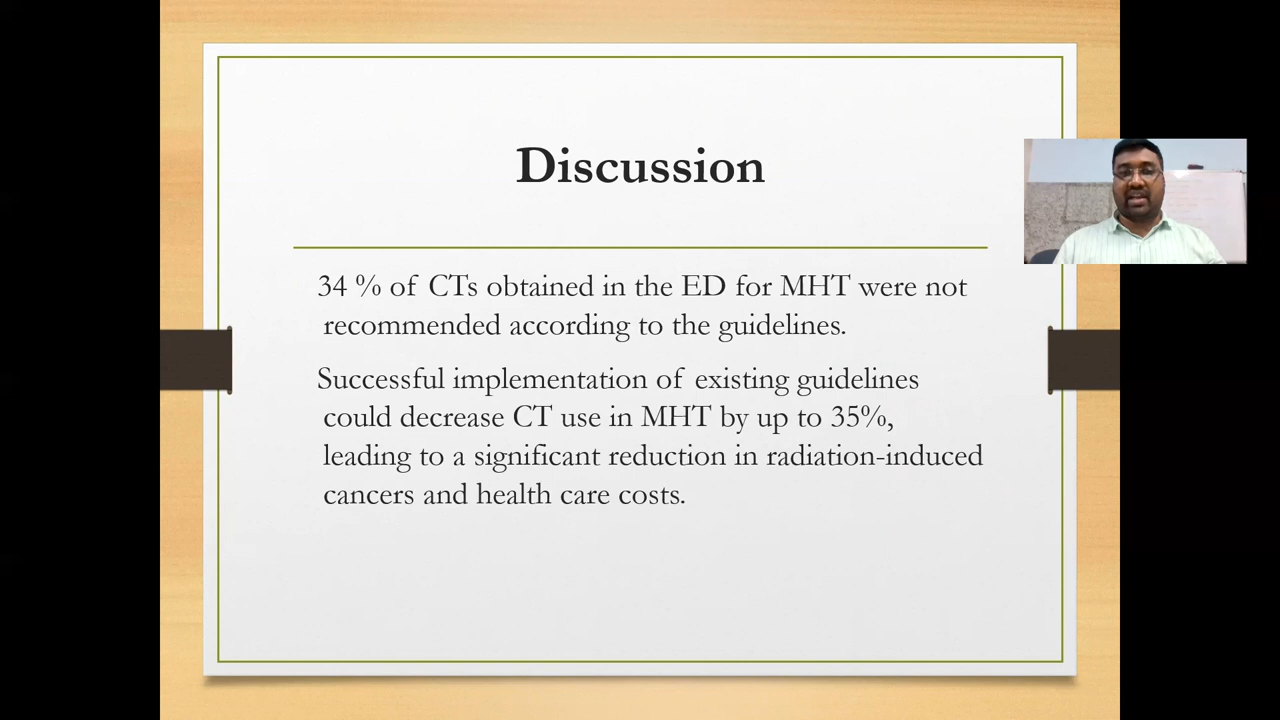 Discussion
34 % of CTs obtained in the ED for MHT were not
recommended according to the guidelines.
Successful implementation of existing guidelines
could decrease CT use in MHT by up to 35%,
leading to a significant reduction in radiation-induced
cancers and health care costs.